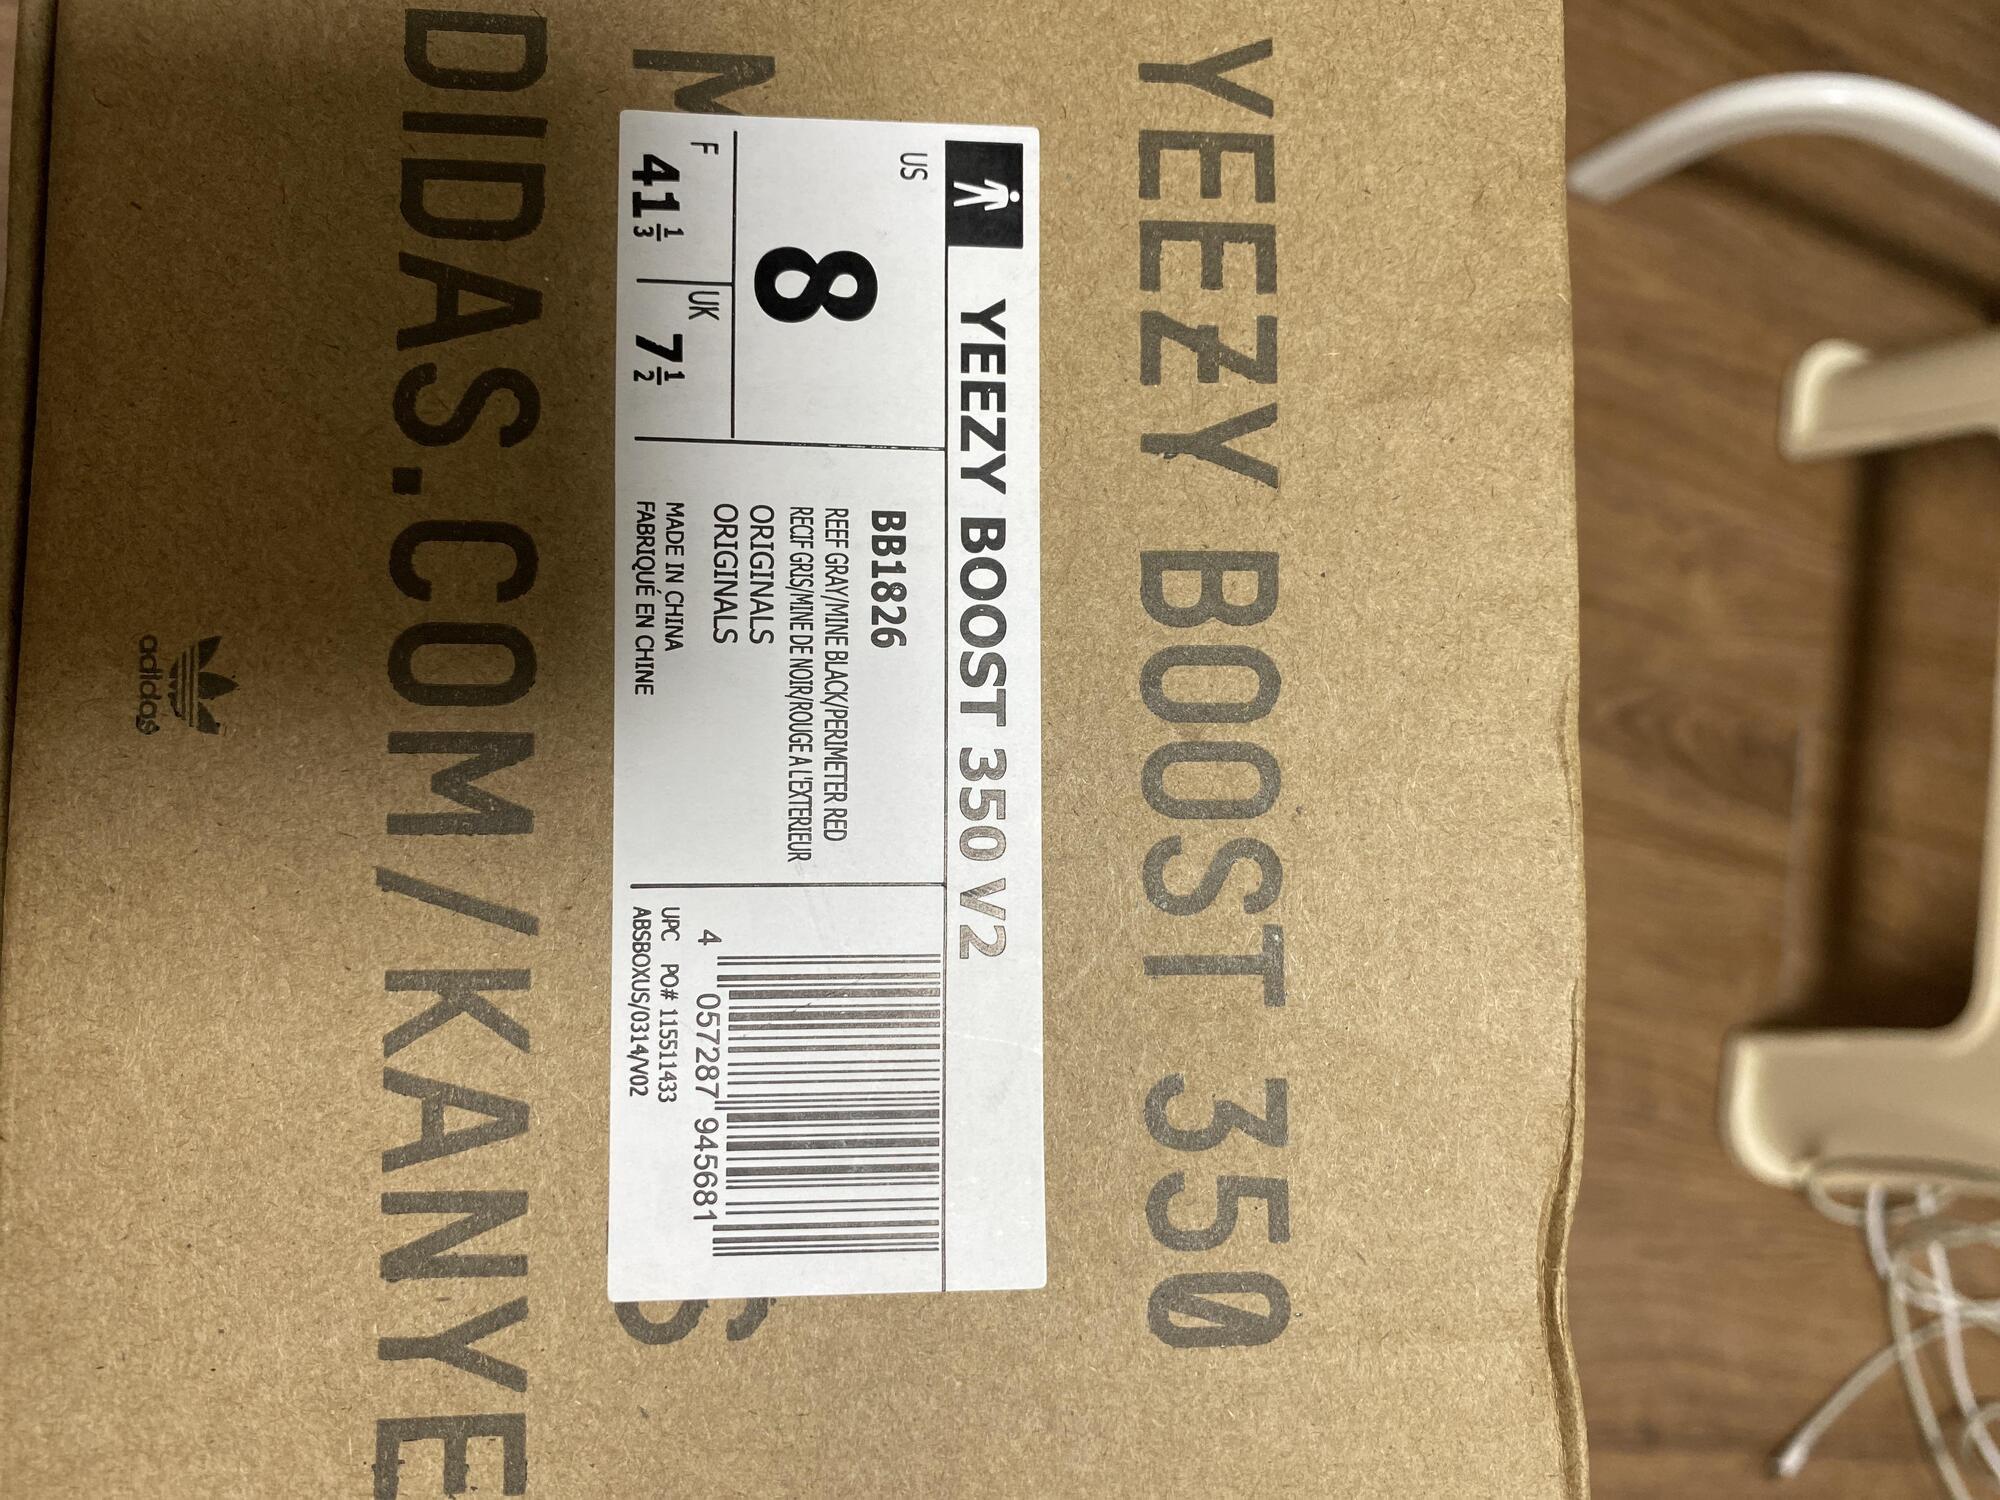 YEEZY BOOST 350
YEEZY BOOST 350 V2
US
8
F
41 1/3
UK
7 1/2
BB1826
REEF GRAY/MINE BLACK/PERIMETER RED
RECIF GRIS/MINE DE NOIR/ROUGE A L'EXTERIEUR
ORIGINALS
ORIGINALS
MADE IN CHINA
FABRIQUÉ EN CHINE
4 057287 945681
UPC PO# 115511433
ABSBOXUS/0314/V02
DIDAS.COM/KANYE
adidas